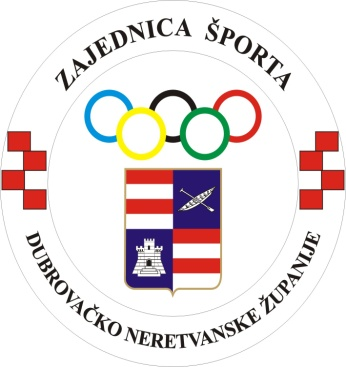 ZAJEDNICA ŠPORTA
DUBROVAČKO NERETVANSKE ŽUPANIJE